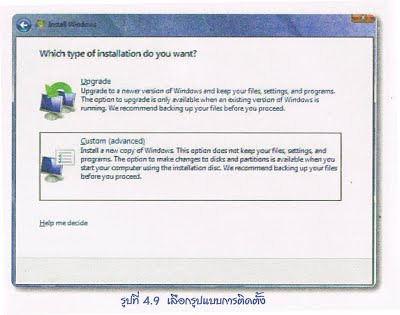 Install Windows
Which type of installation do you want?
Upgrade
Upgrade to a newer version of Windows and keep your files, settings, and programs.
The option to upgrade is only available when an existing version of Windows is
running. We recommend backing up your files before you proceed.
Custom (advanced)
Install a new copy of Windows. This option does not keep your files, settings, and
programs. The option to make changes to disks and partitions is available when you
start your computer using the installation disc. We recommend backing up your files
before you proceed.
Help me decide
รูปที่ 4.9 เลือกรูปแบบการติดตั้ง